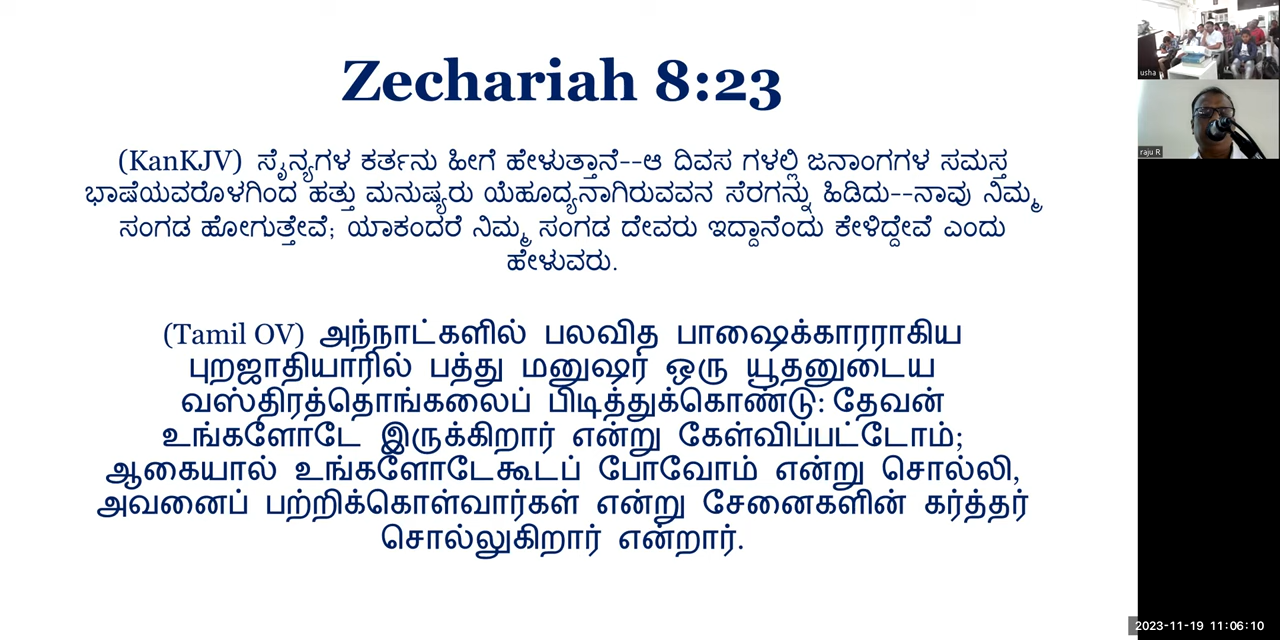 Zechariah 8:23
(KanKJV) ಸೈನ್ಯಗಳ ಕರ್ತನು ಹೀಗೆ ಹೇಳುತ್ತಾನೆ--ಆ ದಿವಸ ಗಳಲ್ಲಿ ಜನಾಂಗಗಳ ಸಮಸ್ತ
ಭಾಷೆಯವರೊಳಗಿಂದ ಹತ್ತು ಮನುಷ್ಯರು ಯೆಹೂದ್ಯನಾಗಿರುವವನ ಸೆರಗನ್ನು ಹಿಡಿದು--ನಾವು ನಿಮ್ಮ
ಸಂಗಡ ಹೋಗುತ್ತೇವೆ; ಯಾಕಂದರೆ ನಿಮ್ಮ ಸಂಗಡ ದೇವರು ಇದ್ದಾನೆಂದು ಕೇಳಿದ್ದೇವೆ ಎಂದು
ಹೇಳುವರು.
(Tamil OV) அந்நாட்களில் பலவித பாஷைக்காரராகிய
புறஜாதியாரில் பத்து மனுஷர் ஒரு யூதனுடைய
வஸ்திரத்தொங்கலைப் பிடித்துக்கொண்டு: தேவன்
உங்களோடே இருக்கிறார் என்று கேள்விப்பட்டோம்;
ஆகையால் உங்களோடேகூடப் போவோம் என்று சொல்லி,
அவனைப் பற்றிக்கொள்வார்கள் என்று சேனைகளின் கர்த்தர்
சொல்லுகிறார் என்றார்.
usha
raju R
2023-11-19 11:06:10